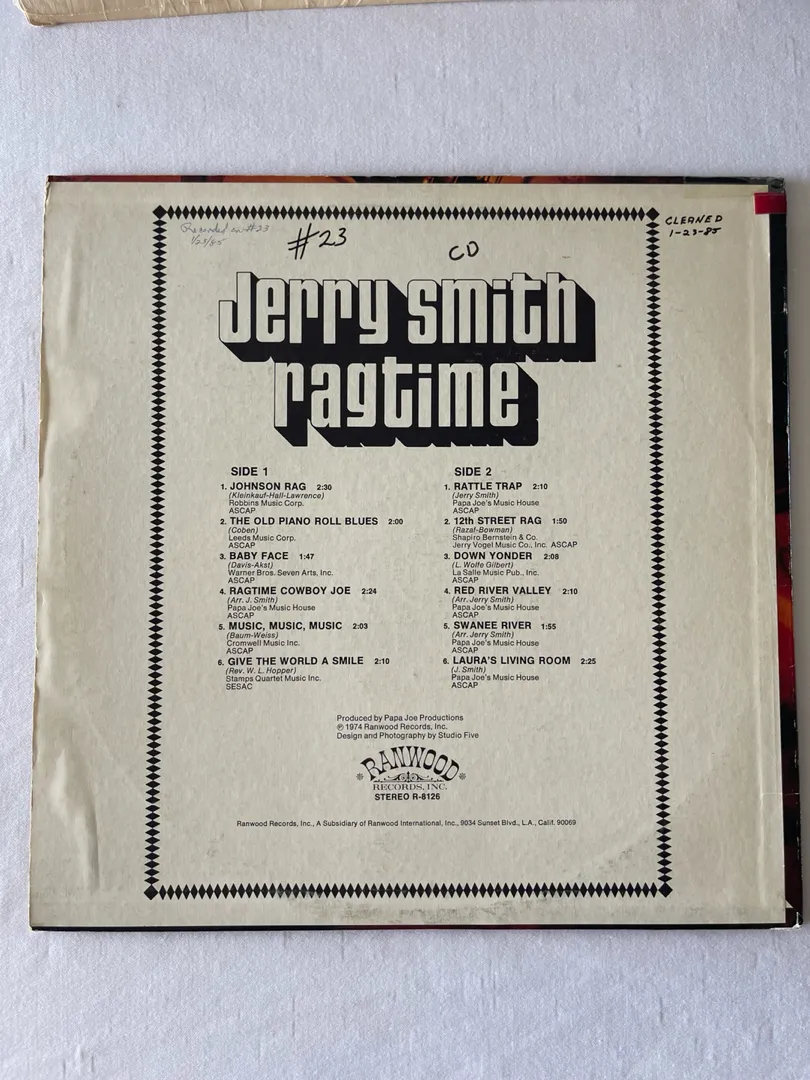 Recorded on #23
1/23/85
#23
CD
CLEANED
1-23-85
Jerry Smith
ragtime
SIDE 1
1. JOHNSON RAG 2:30
(Kleinkauf-Hall-Lawrence)
Robbins Music Corp.
ASCAP
2. THE OLD PIANO ROLL BLUES 2:00
(Coben)
Leeds Music Corp.
ASCAP
3. BABY FACE 1:47
(Davis-Akst)
Warner Bros. Seven Arts, Inc.
ASCAP
4. RAGTIME COWBOY JOE 2:24
(Arr. J. Smith)
Papa Joe's Music House
ASCAP
5. MUSIC, MUSIC, MUSIC 2:03
(Baum-Weiss)
Cromwell Music Inc.
ASCAP
6. GIVE THE WORLD A SMILE 2:10
(Rev. W. L. Hopper)
Stamps Quartet Music Inc.
SESAC
SIDE 2
1. RATTLE TRAP 2:10
(Jerry Smith)
Papa Joe's Music House
ASCAP
2. 12th STREET RAG 1:50
(Razaf-Bowman)
Shapiro Bernstein & Co.
Jerry Vogel Music Co., Inc. ASCAP
3. DOWN YONDER 2:08
(L. Wolfe Gilbert)
La Salle Music Pub., Inc.
ASCAP
4. RED RIVER VALLEY 2:10
(Arr. Jerry Smith)
Papa Joe's Music House
ASCAP
5. SWANEE RIVER 1:55
(Arr. Jerry Smith)
Papa Joe's Music House
ASCAP
6. LAURA'S LIVING ROOM 2:25
(J. Smith)
Papa Joe's Music House
ASCAP
Produced by Papa Joe Productions
℗ 1974 Ranwood Records, Inc.
Design and Photography by Studio Five
RANWOOD
RECORDS, INC.
STEREO R-8126
Ranwood Records, Inc., A Subsidiary of Ranwood International, Inc., 9034 Sunset Blvd., L.A., Calif. 90069